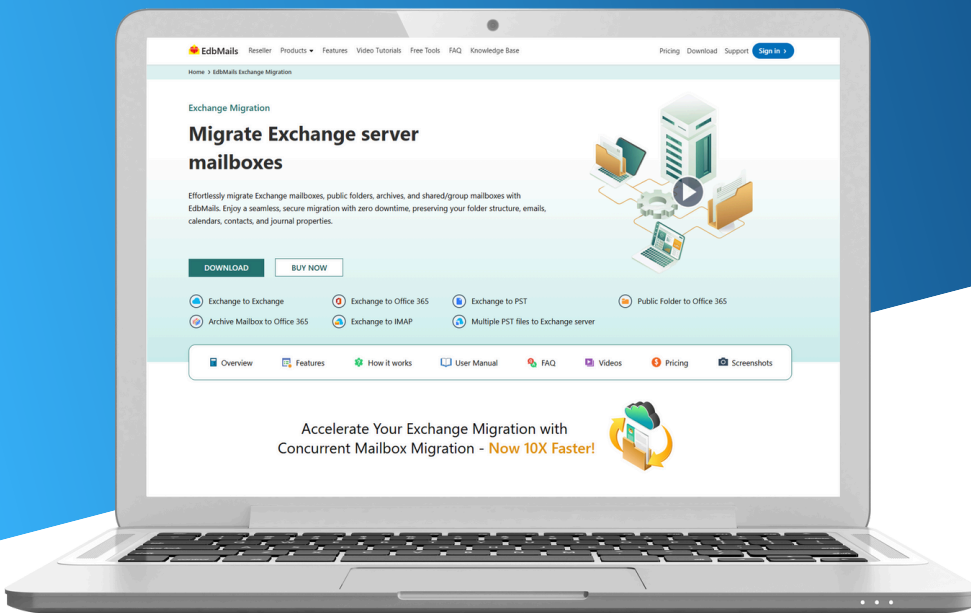 EdbMails Reseller Products Features Video Tutorials Free Tools FAQ Knowledge Base Pricing Download Support Sign in
Home > EdbMails Exchange Migration
Exchange Migration
Migrate Exchange server
mailboxes
Effortlessly migrate Exchange mailboxes, public folders, archives, and shared/group mailboxes with
EdbMails. Enjoy a seamless, secure migration with zero downtime, preserving your folder structure, emails,
calendars, contacts, and journal properties.
DOWNLOAD BUY NOW
Exchange to Exchange Exchange to Office 365 Exchange to PST Public Folder to Office 365
Archive Mailbox to Office 365 Exchange to IMAP Multiple PST files to Exchange server
Overview Features How it works User Manual FAQ Videos Pricing Screenshots
Accelerate Your Exchange Migration with
Concurrent Mailbox Migration - Now 10X Faster!